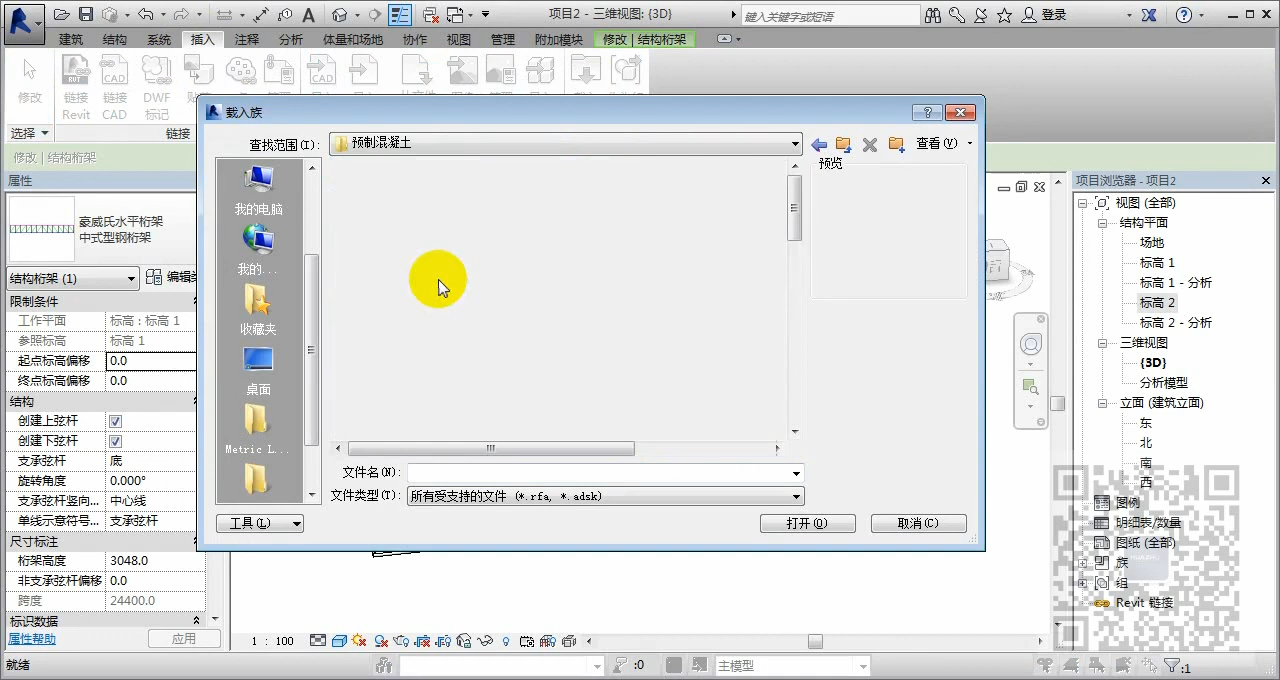 项目2 - 三维视图: {3D}
键入关键字或短语
登录
建筑 结构 系统 插入 注释 分析 体量和场地 协作 视图 管理 附加模块 修改 | 结构桁架
修改
链接 Revit
链接 CAD
DWF 标记
选择
链接
修改 | 结构桁架
属性
豪威氏水平桁架
中式型钢桁架
结构桁架 (1)
限制条件
工作平面 标高 : 标高 1
参照标高 标高 1
起点标高偏移 0.0
终点标高偏移 0.0
结构
创建上弦杆
创建下弦杆
支承弦杆 底
旋转角度 0.000°
支承弦杆竖向... 中心线
单线示意符号... 支承弦杆
尺寸标注
桁架高度 3048.0
非支承弦杆偏移 0.0
跨度 24400.0
标识数据
属性帮助
应用
载入族
查找范围(I):
预制混凝土
查看(V)
预览
我的电脑
我的...
收藏夹
桌面
Metric L...
文件名(N):
文件类型(T): 所有受支持的文件 (*.rfa, *.adsk)
工具(L)
打开(O)
取消(C)
项目浏览器 - 项目2
视图 (全部)
结构平面
场地
标高 1
标高 1 - 分析
标高 2
标高 2 - 分析
三维视图
{3D}
分析模型
立面 (建筑立面)
东
北
南
西
图例
明细表/数量
图纸 (全部)
族
组
Revit 链接
1 : 100
就绪
:0
主模型
:1